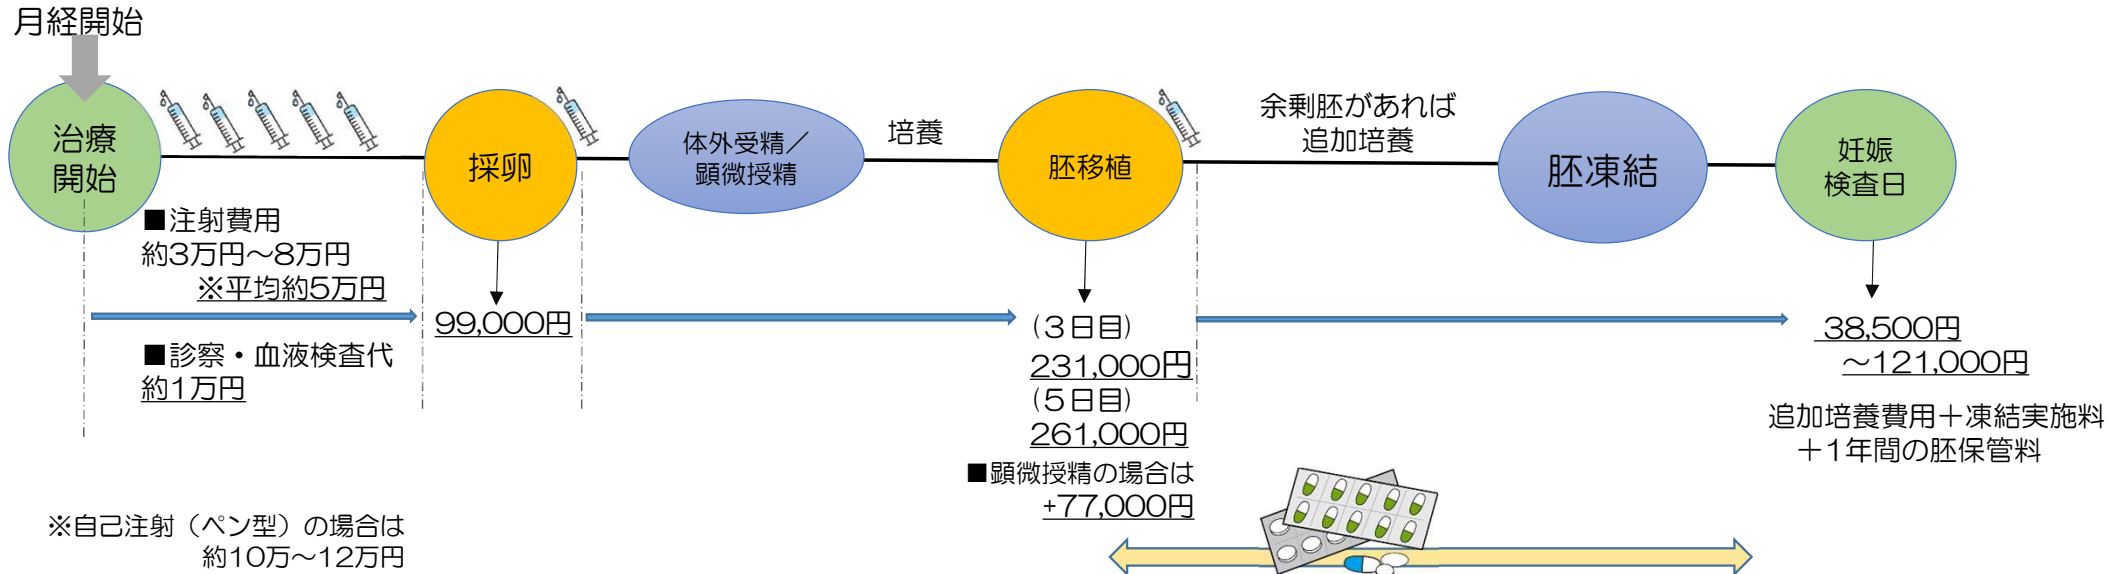 月経開始
治療
開始
採卵
体外受精／
顕微授精
培養
胚移植
余剰胚があれば
追加培養
胚凍結
妊娠
検査日
■注射費用
約3万円～8万円
※平均約5万円
■診察・血液検査代
約1万円
99,000円
(３日目)
231,000円
(５日目)
261,000円
■顕微授精の場合は
+77,000円
38,500円
～121,000円
追加培養費用＋凍結実施料
＋1年間の胚保管料
※自己注射（ペン型）の場合は
約10万～12万円